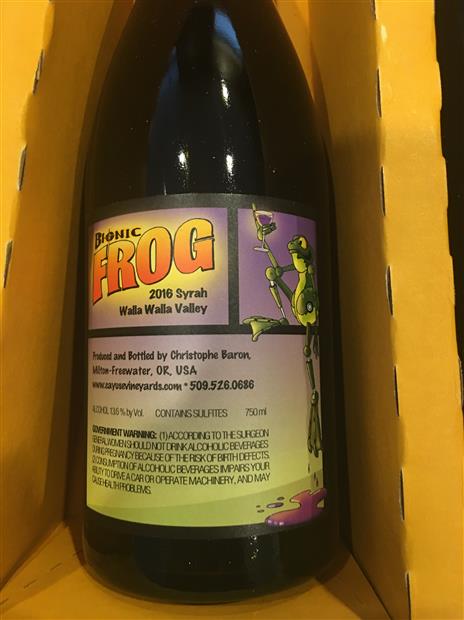 BIONIC
FROG
2016 Syrah
Walla Walla Valley
Produced and Bottled by Christophe Baron,
Milton-Freewater, OR, USA
www.cayusevineyards.com * 509.526.0686
ALCOHOL 13.6 % by Vol. CONTAINS SULFITES 750 ml
GOVERNMENT WARNING: (1) ACCORDING TO THE SURGEON
GENERAL WOMEN SHOULD NOT DRINK ALCOHOLIC BEVERAGES
DURING PREGNANCY BECAUSE OF THE RISK OF BIRTH DEFECTS.
(2) CONSUMPTION OF ALCOHOLIC BEVERAGES IMPAIRS YOUR
ABILITY TO DRIVE A CAR OR OPERATE MACHINERY, AND MAY
CAUSE HEALTH PROBLEMS.